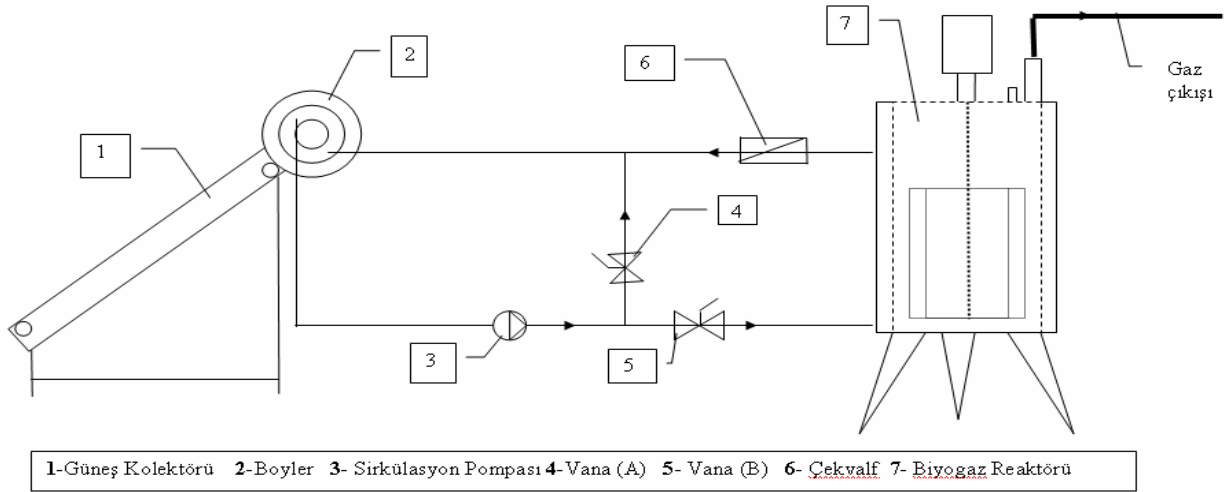 7
2
6
Gaz
çıkışı
1
4
3
5
1-Güneş Kolektörü 2-Boyler 3- Sirkülasyon Pompası 4-Vana (A) 5- Vana (B) 6- Çekvalf 7- Biyogaz Reaktörü